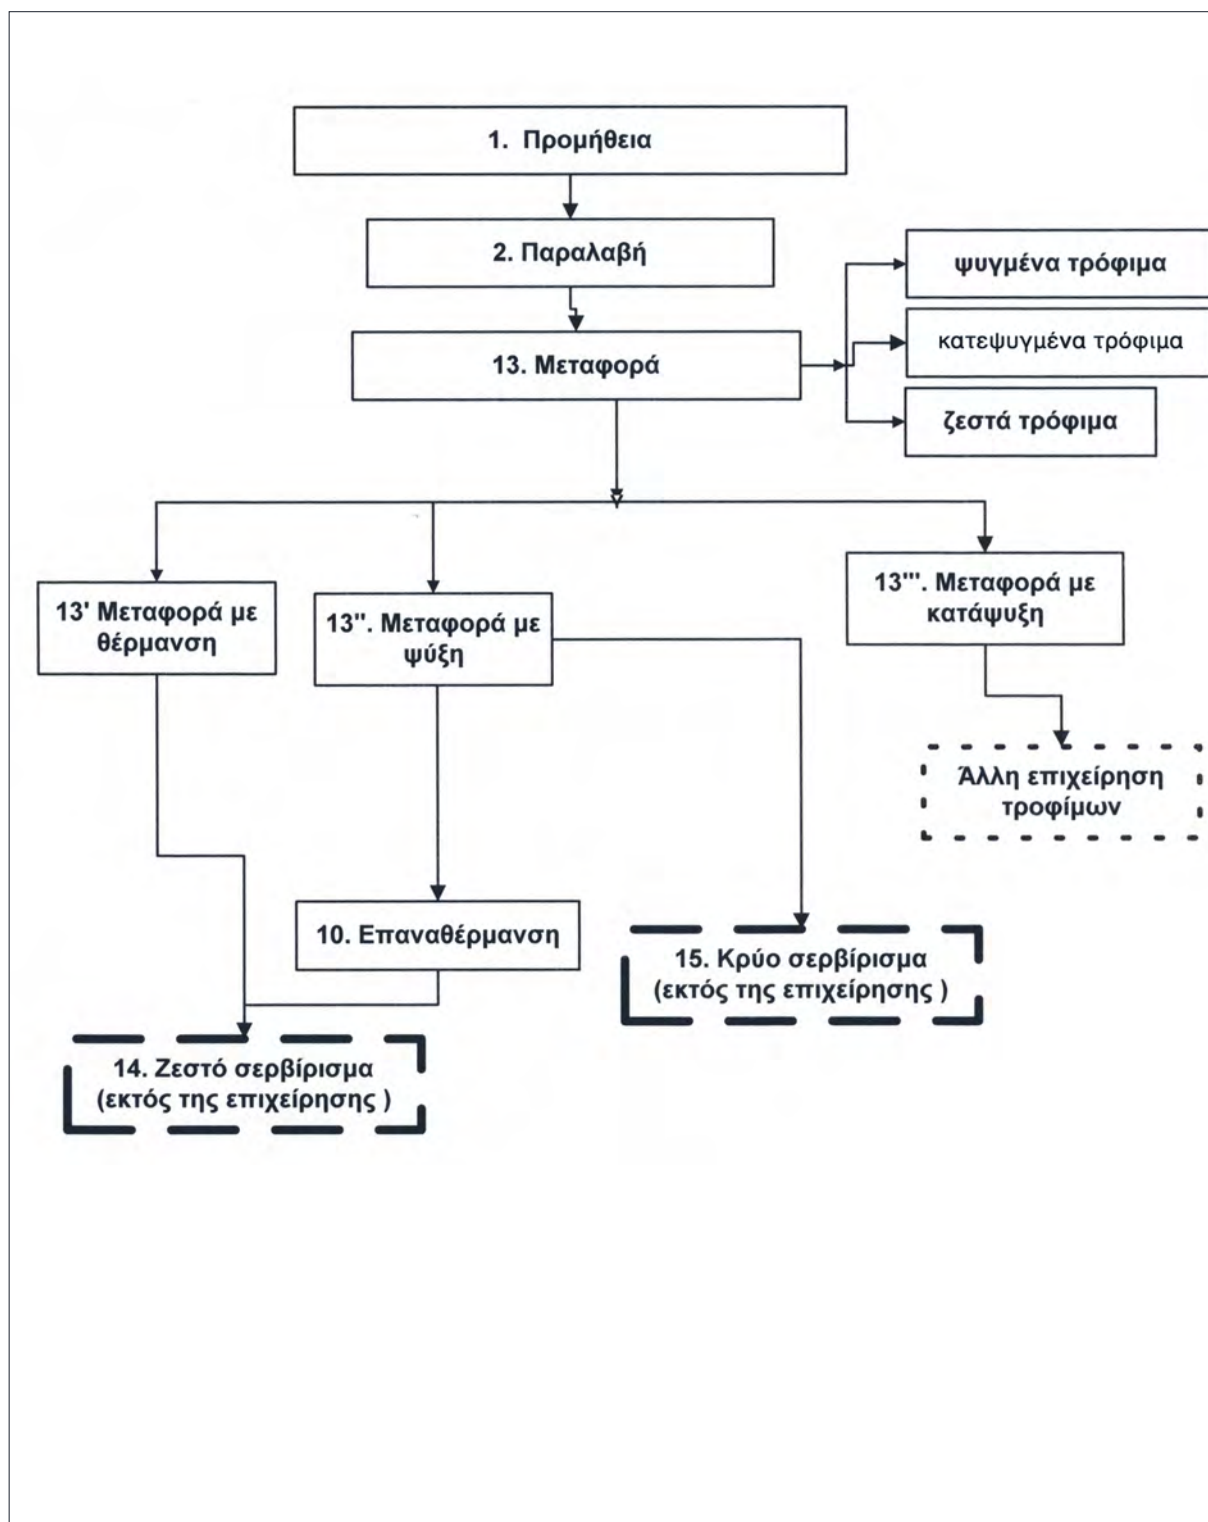 1. Προμήθεια
2. Παραλαβή
ψυγμένα τρόφιμα
κατεψυγμένα τρόφιμα
13. Μεταφορά
ζεστά τρόφιμα
13' Μεταφορά με
θέρμανση
13''. Μεταφορά με
ψύξη
13'''. Μεταφορά με
κατάψυξη
Άλλη επιχείρηση
τροφίμων
10. Επαναθέρμανση
15. Κρύο σερβίρισμα
(εκτός της επιχείρησης )
14. Ζεστό σερβίρισμα
(εκτός της επιχείρησης )